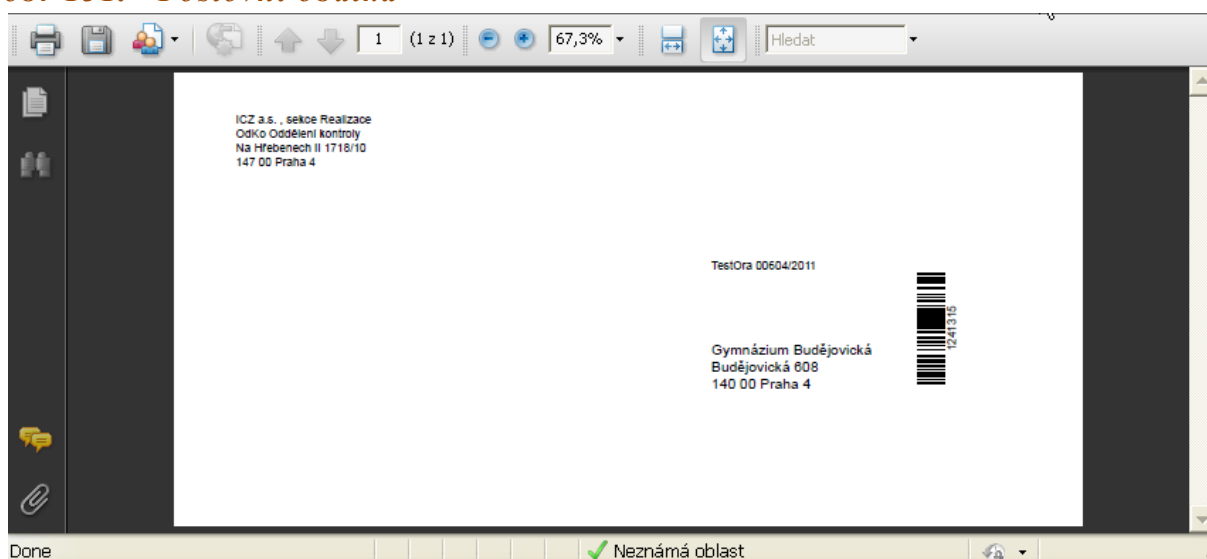 1 (1 z 1) 67,3% Hledat
ICZ a.s. , sekce Realizace
OdKo Oddělení kontroly
Na Hřebenech II 1718/10
147 00 Praha 4
TestOra 00604/2011
1241315
Gymnázium Budějovická
Budějovická 608
140 00 Praha 4
Done Neznámá oblast